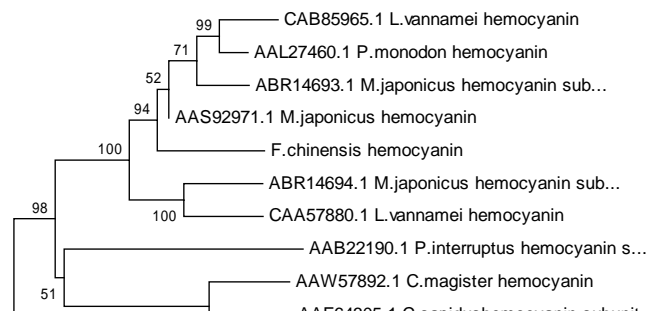 99
CAB85965.1 L.vannamei hemocyanin
71
AAL27460.1 P.monodon hemocyanin
52
ABR14693.1 M.japonicus hemocyanin sub...
94
AAS92971.1 M.japonicus hemocyanin
100
F.chinensis hemocyanin
ABR14694.1 M.japonicus hemocyanin sub...
98
100
CAA57880.1 L.vannamei hemocyanin
AAB22190.1 P.interruptus hemocyanin s...
51
AAW57892.1 C.magister hemocyanin